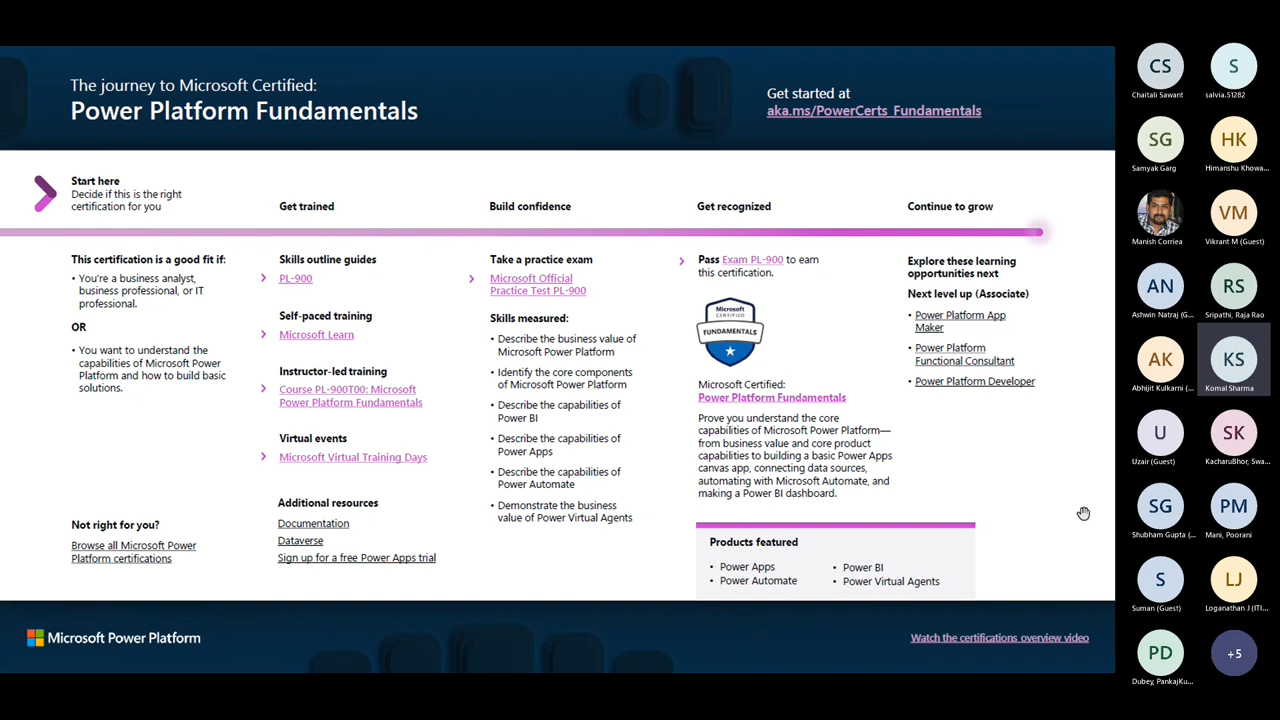 The journey to Microsoft Certified:
Power Platform Fundamentals
Get started at
aka.ms/PowerCerts_Fundamentals
Start here
Decide if this is the right
certification for you
Get trained
Build confidence
Get recognized
Continue to grow
This certification is a good fit if:
• You're a business analyst,
business professional, or IT
professional.
OR
• You want to understand the
capabilities of Microsoft Power
Platform and how to build basic
solutions.
Not right for you?
Browse all Microsoft Power
Platform certifications
Skills outline guides
PL-900
Self-paced training
Microsoft Learn
Instructor-led training
Course PL-900T00: Microsoft
Power Platform Fundamentals
Virtual events
Microsoft Virtual Training Days
Additional resources
Documentation
Dataverse
Sign up for a free Power Apps trial
Take a practice exam
Microsoft Official
Practice Test PL-900
Skills measured:
• Describe the business value of
Microsoft Power Platform
• Identify the core components
of Microsoft Power Platform
• Describe the capabilities of
Power BI
• Describe the capabilities of
Power Apps
• Describe the capabilities of
Power Automate
• Demonstrate the business
value of Power Virtual Agents
Pass Exam PL-900 to earn
this certification.
Microsoft
CERTIFIED
FUNDAMENTALS
Microsoft Certified:
Power Platform Fundamentals
Prove you understand the core
capabilities of Microsoft Power Platform—
from business value and core product
capabilities to building a basic Power Apps
canvas app, connecting data sources,
automating with Microsoft Automate, and
making a Power BI dashboard.
Products featured
• Power Apps
• Power Automate
• Power BI
• Power Virtual Agents
Explore these learning
opportunities next
Next level up (Associate)
• Power Platform App
Maker
• Power Platform
Functional Consultant
• Power Platform Developer
Microsoft Power Platform
Watch the certifications overview video
CS
Chaitali Sawant
S
salvia.51282
SG
Samyak Garg
HK
Himanshu Khowa...
Manish Corriea
VM
Vikrant M (Guest)
AN
Ashwin Natraj (G...
RS
Sripathi, Raja Rao
AK
Abhijit Kulkarni (...
KS
Komal Sharma
U
Uzair (Guest)
SK
KacharuBhor, Swa...
SG
Shubham Gupta (...
PM
Mani, Poorani
S
Suman (Guest)
LJ
Loganathan J (ITI...
PD
Dubey, PankajKu...
+5